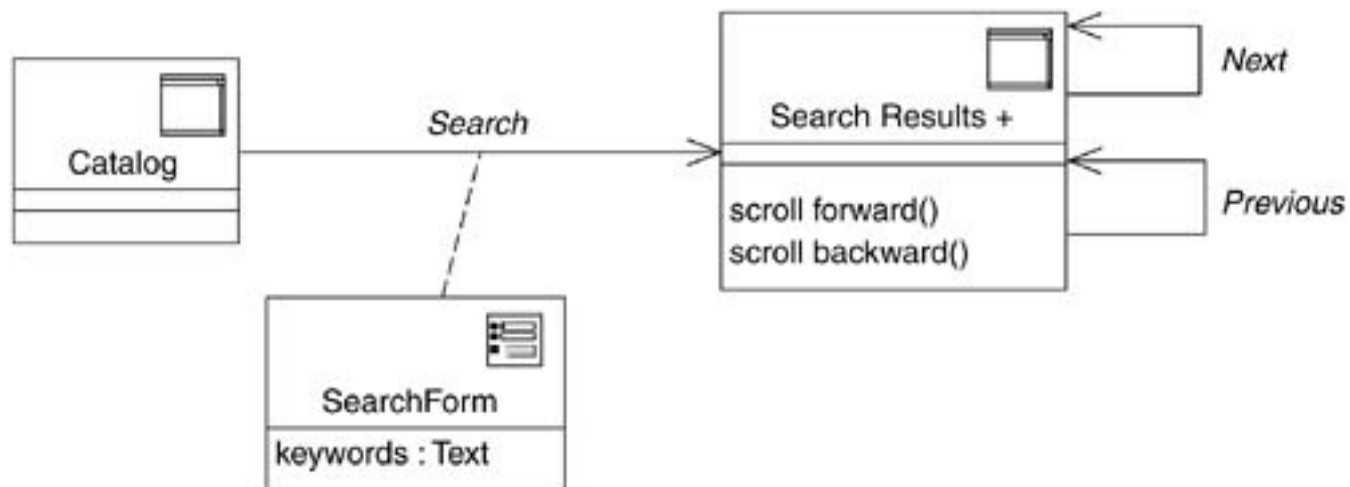 Catalog
Search
Search Results +
scroll forward()
scroll backward()
Next
Previous
SearchForm
keywords : Text